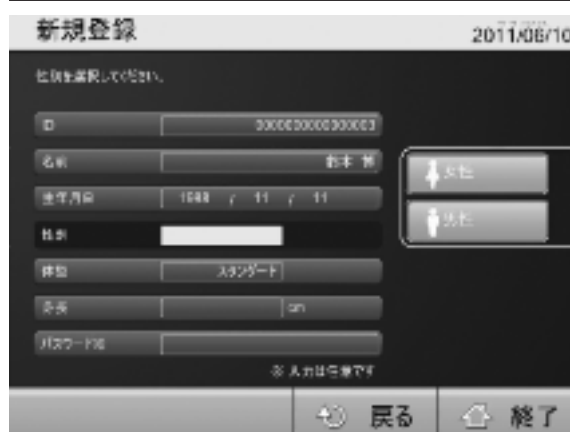 新規登録
2011/06/10
性別を選択してください。
ID 0000000000000003
名前
生年月日 1988 / 11 / 11
性別
体型 スタンダード
身長 cm
パスワード※
※ 入力は任意です
女性
男性
戻る
終了